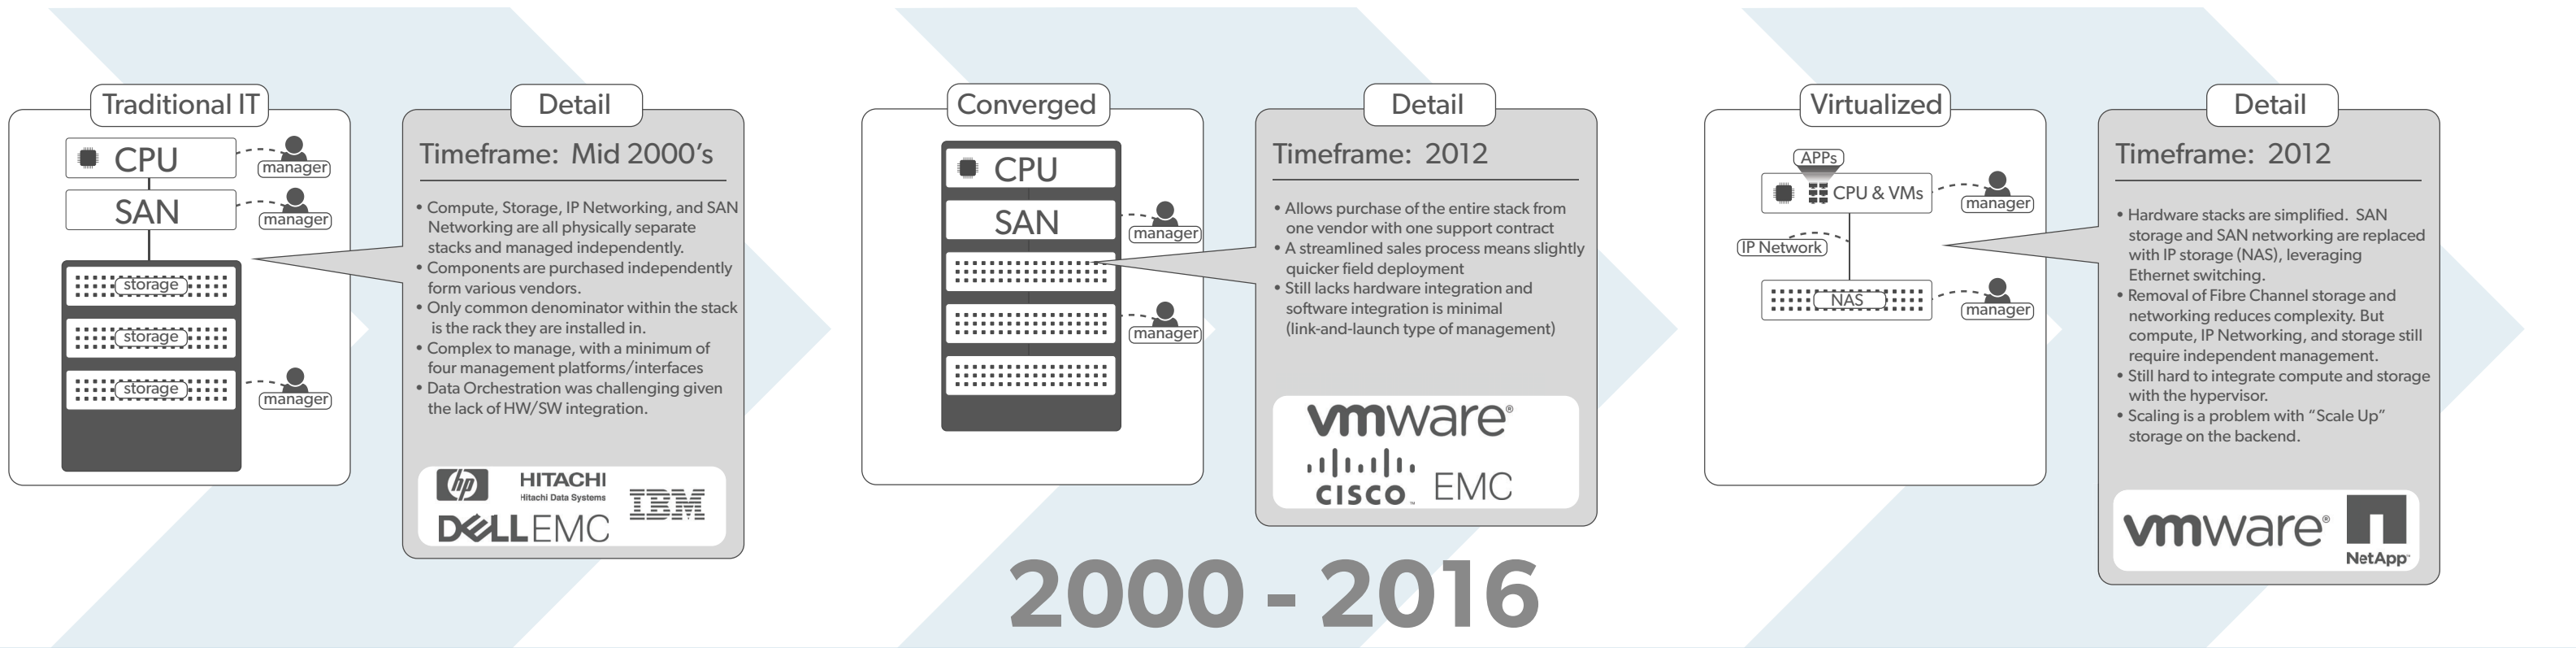 Traditional IT
CPU
manager
SAN
manager
storage
storage
storage
manager
Detail
Timeframe: Mid 2000's
• Compute, Storage, IP Networking, and SAN
Networking are all physically separate
stacks and managed independently.
• Components are purchased independently
form various vendors.
• Only common denominator within the stack
is the rack they are installed in.
• Complex to manage, with a minimum of
four management platforms/interfaces
• Data Orchestration was challenging given
the lack of HW/SW integration.
hp
HITACHI
Hitachi Data Systems
IBM
DELLEMC
Converged
CPU
SAN
manager
manager
Detail
Timeframe: 2012
• Allows purchase of the entire stack from
one vendor with one support contract
• A streamlined sales process means slightly
quicker field deployment
• Still lacks hardware integration and
software integration is minimal
(link-and-launch type of management)
vmware®
CISCO™
EMC
Virtualized
APPs
CPU & VMs
manager
IP Network
NAS
manager
Detail
Timeframe: 2012
• Hardware stacks are simplified. SAN
storage and SAN networking are replaced
with IP storage (NAS), leveraging
Ethernet switching.
• Removal of Fibre Channel storage and
networking reduces complexity. But
compute, IP Networking, and storage still
require independent management.
• Still hard to integrate compute and storage
with the hypervisor.
• Scaling is a problem with “Scale Up”
storage on the backend.
vmware®
NetApp™
2000 - 2016